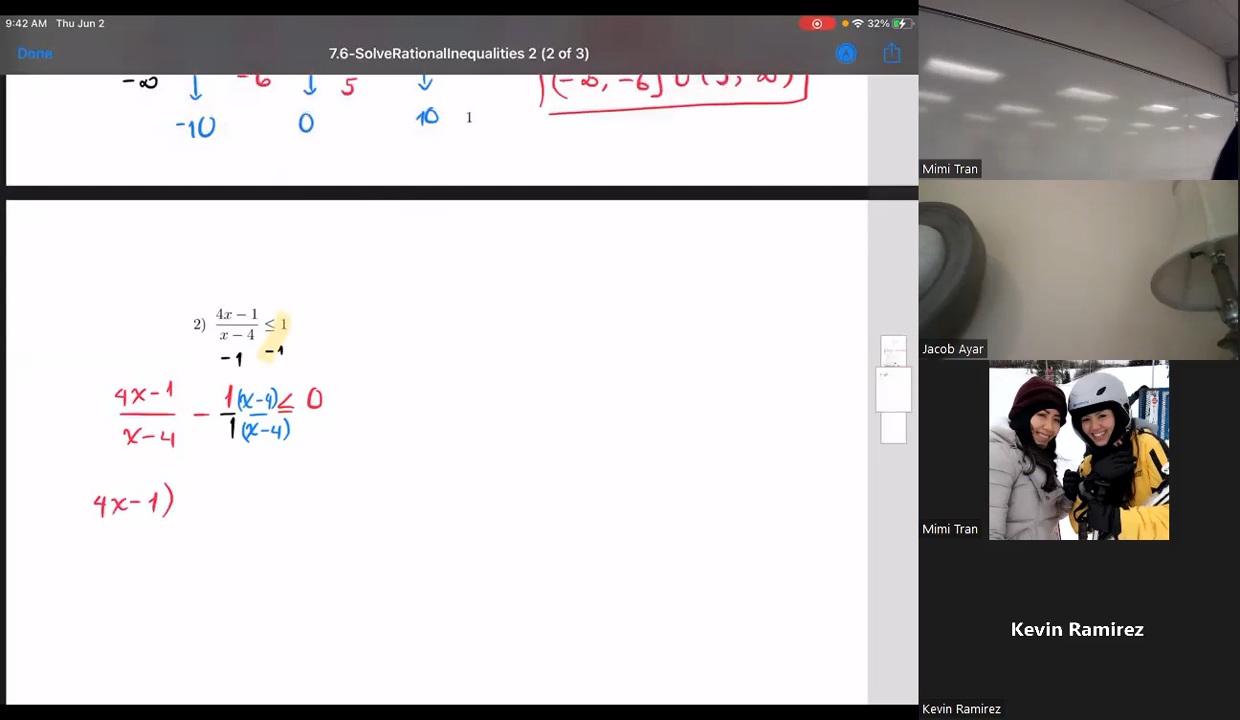 9:42 AM Thu Jun 2
32%
Done
7.6-SolveRationalInequalities 2 (2 of 3)
-∞ -6 5
(-∞, -6] ∪ (5, ∞)
-10 0 10 1
2) (4x − 1)/(x − 4) ≤ 1
-1 -1
(4x-1)/(x-4) - 1(x-4)/1(x-4) ≤ 0
4x-1)
Mimi Tran
Jacob Ayar
Mimi Tran
Kevin Ramirez
Kevin Ramirez